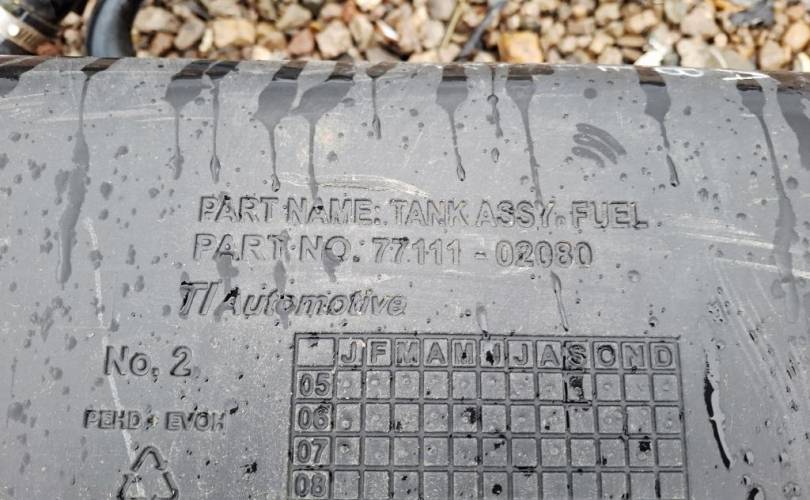 PART NAME: TANK ASSY. FUEL
PART NO: 77111 - 02080
TI Automotive
No. 2
PEHD + EVOH
J F M A M J J A S O N D
05
06
07
08